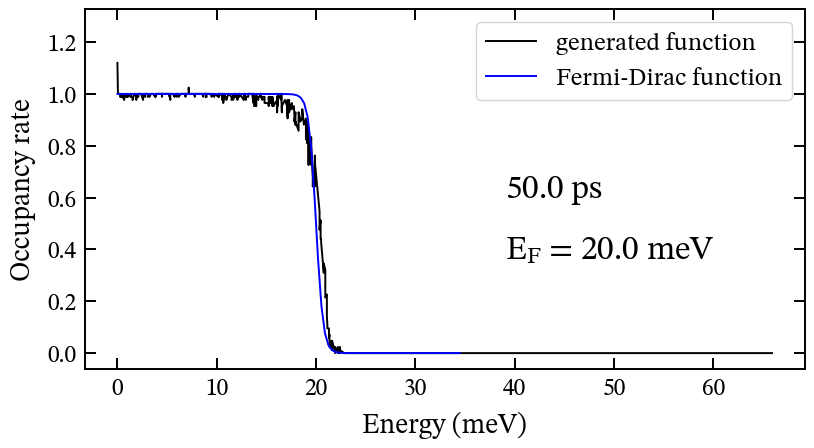 generated function
Fermi-Dirac function
50.0 ps
E_F = 20.0 meV
Occupancy rate
1.2
1.0
0.8
0.6
0.4
0.2
0.0
0 10 20 30 40 50 60
Energy (meV)